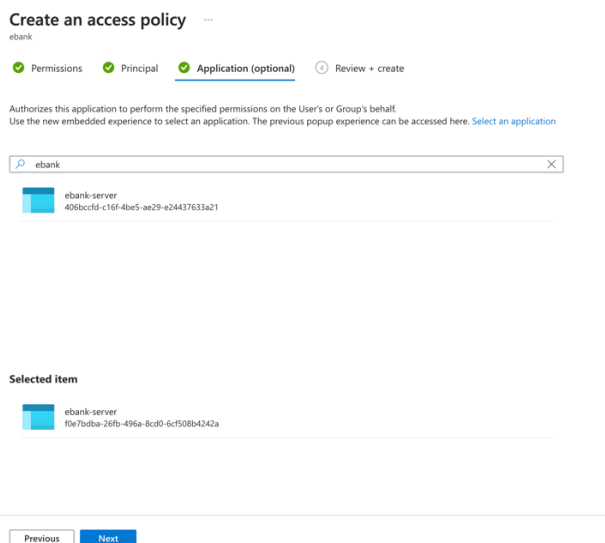 Create an access policy ...
ebank
Permissions Principal Application (optional) 4 Review + create
Authorizes this application to perform the specified permissions on the User's or Group's behalf.
Use the new embedded experience to select an application. The previous popup experience can be accessed here. Select an application
ebank
ebank-server
406bccfd-c16f-4be5-ae29-e24437633a21
Selected item
ebank-server
f0e7bdba-26fb-496a-8cd0-6cf508b4242a
Previous Next